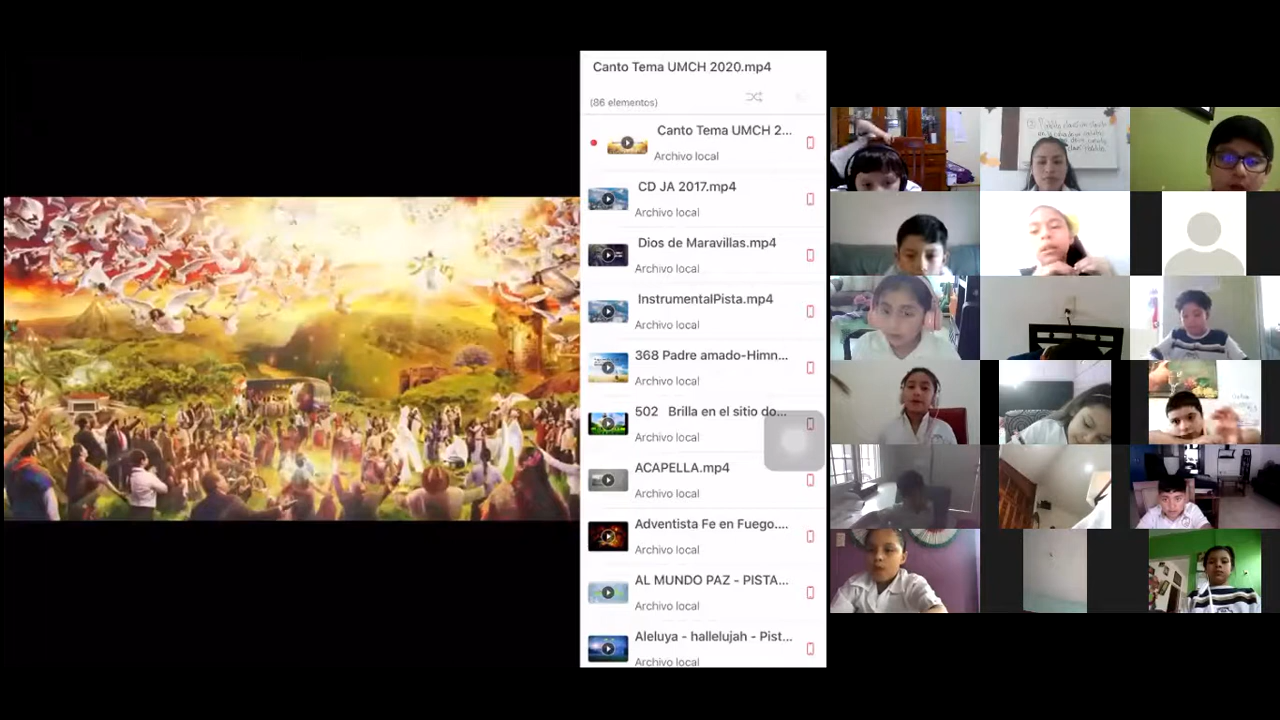 Canto Tema UMCH 2020.mp4
(86 elementos)
Canto Tema UMCH 2...
Archivo local
CD JA 2017.mp4
Archivo local
Dios de Maravillas.mp4
Archivo local
InstrumentalPista.mp4
Archivo local
368 Padre amado-Himn...
Archivo local
502 Brilla en el sitio do...
Archivo local
ACAPELLA.mp4
Archivo local
Adventista Fe en Fuego....
Archivo local
AL MUNDO PAZ - PISTA...
Archivo local
Aleluya - hallelujah - Pist...
Archivo local